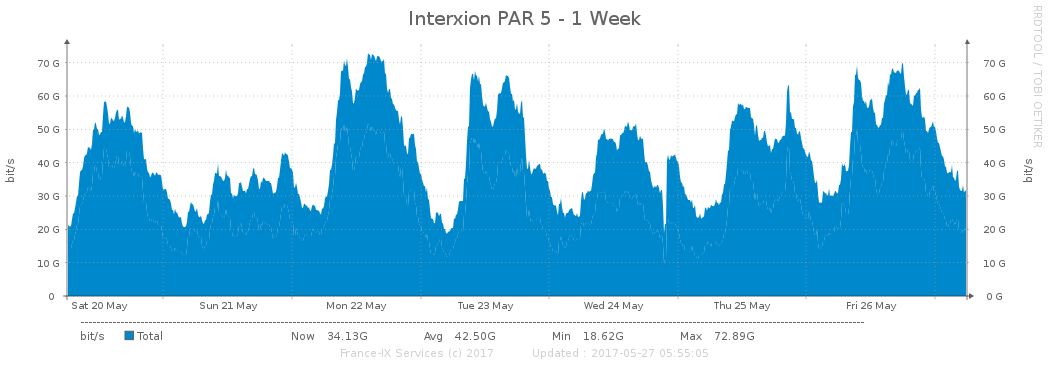 Interxion PAR 5 - 1 Week
RRDTOOL / TOBI OETIKER
bit/s
bit/s
70 G 70 G
60 G 60 G
50 G 50 G
40 G 40 G
30 G 30 G
20 G 20 G
10 G 10 G
0 0 G
Sat 20 May Sun 21 May Mon 22 May Tue 23 May Wed 24 May Thu 25 May Fri 26 May
bit/s Total Now 34.13G Avg 42.50G Min 18.62G Max 72.89G
France-IX Services (c) 2017 Updated : 2017-05-27 05:55:05